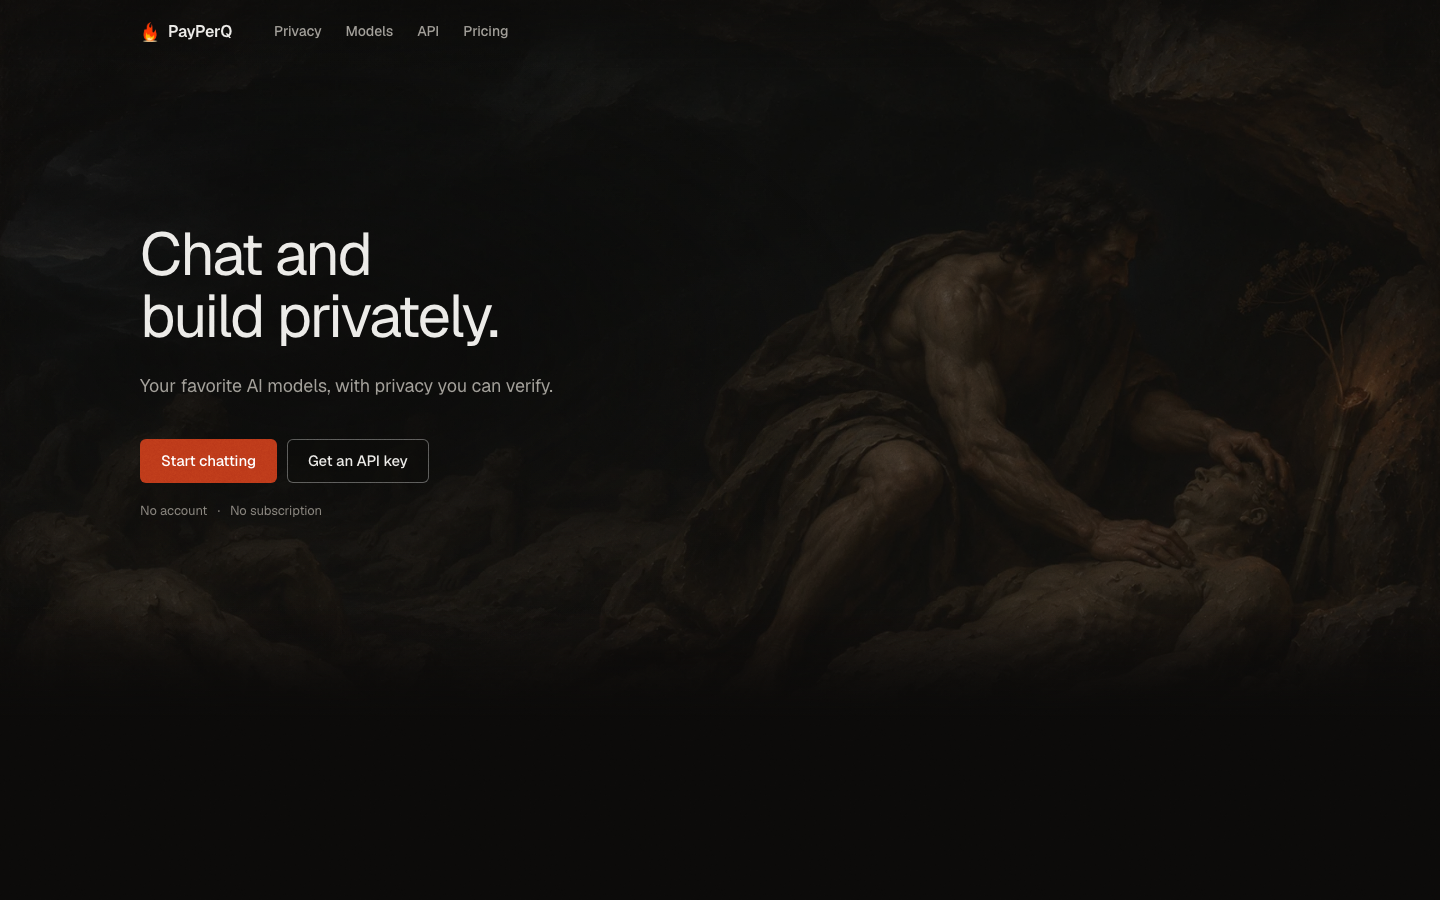 PayPerQ
Privacy
Models
API
Pricing
Chat and
build privately.
Your favorite AI models, with privacy you can verify.
Start chatting
Get an API key
No account · No subscription